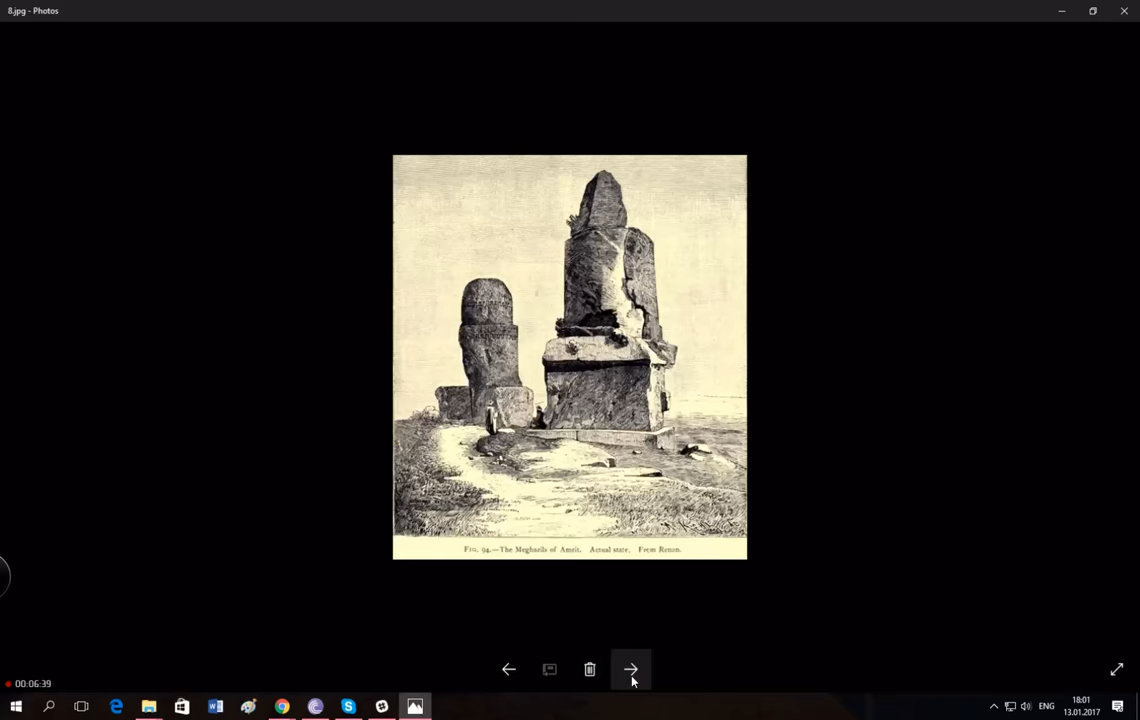 8.jpg - Photos
FIG. 94.—The Meghazils of Amrit. Actual state. From Renan.
00:06:39
ENG
18:01
13.01.2017